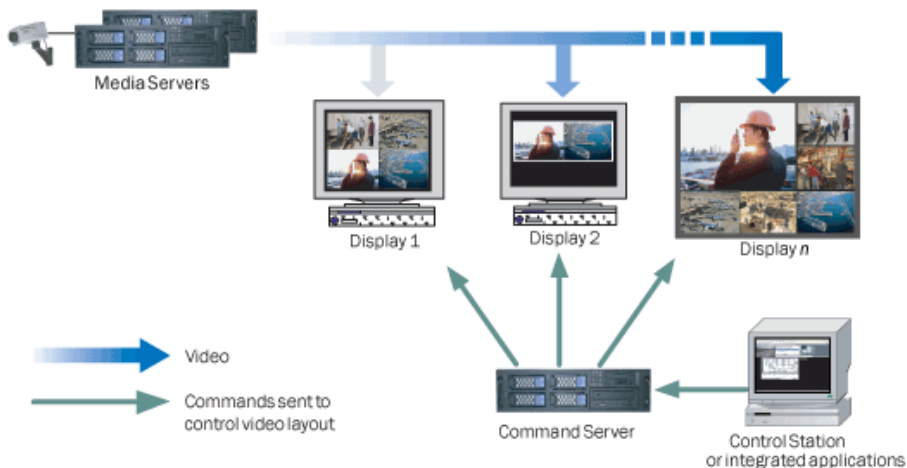 Media Servers
Display 1
Display 2
Display n
Video
Commands sent to
control video layout
Command Server
Control Station
or integrated applications